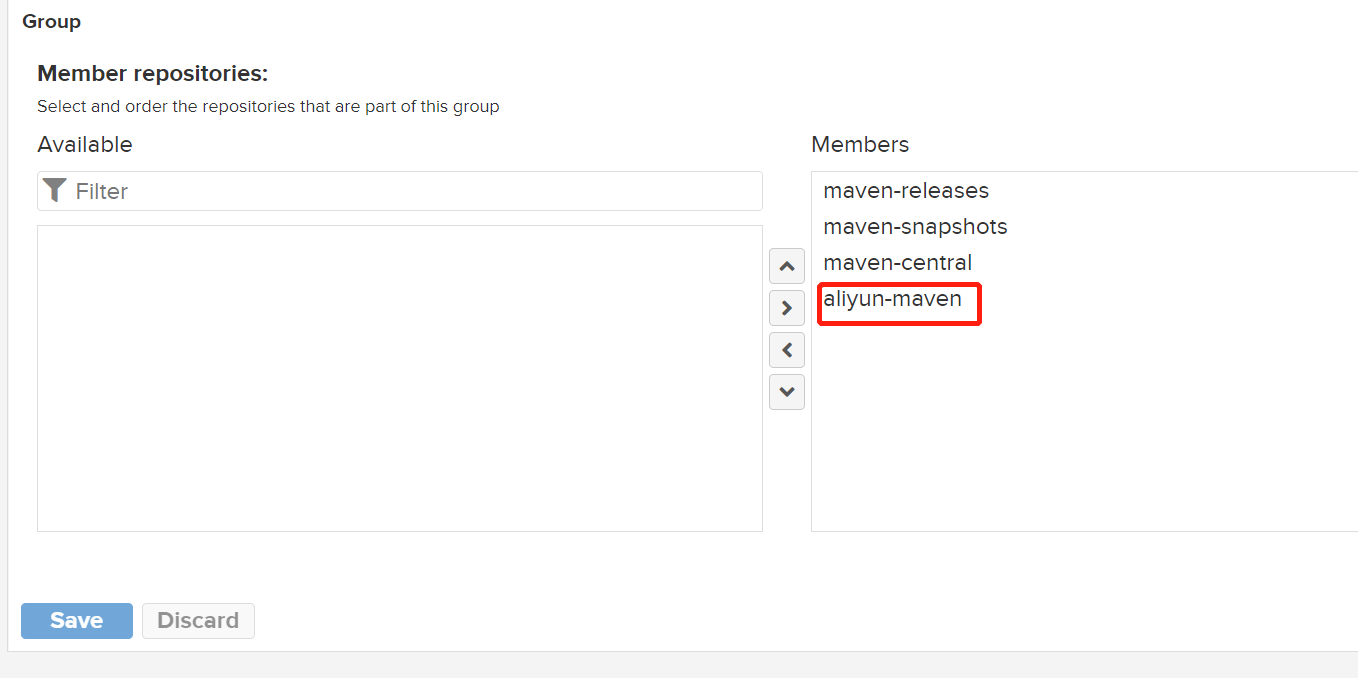 Group
Member repositories:
Select and order the repositories that are part of this group
Available
Members
Filter
maven-releases
maven-snapshots
maven-central
aliyun-maven
Save
Discard